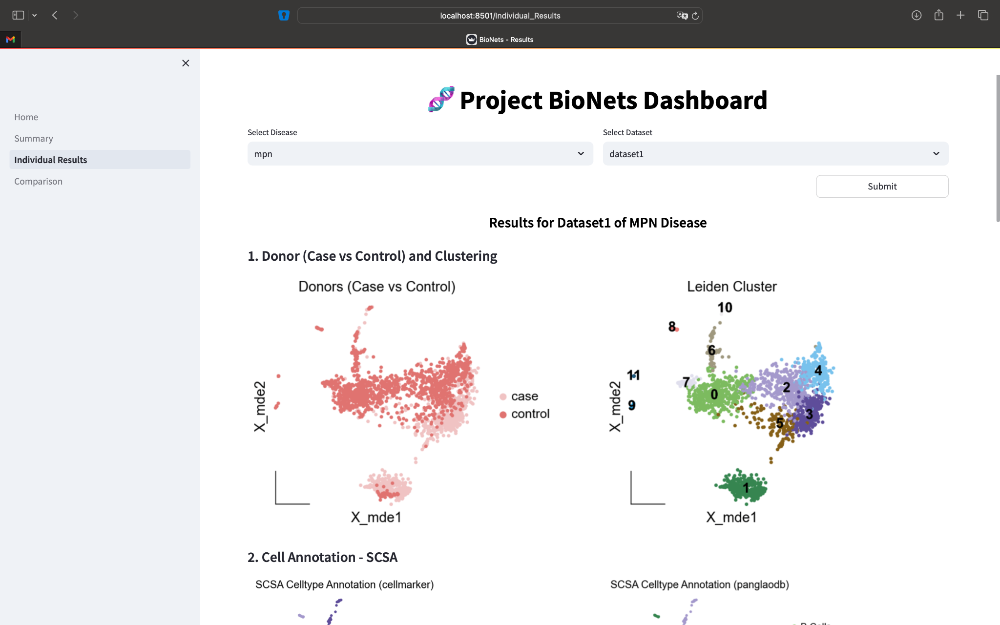 localhost:8501/Individual_Results
BioNets - Results
Home
Summary
Individual Results
Comparison
Project BioNets Dashboard
Select Disease
mpn
Select Dataset
dataset1
Submit
Results for Dataset1 of MPN Disease
1. Donor (Case vs Control) and Clustering
Donors (Case vs Control)
X_mde2
case
control
X_mde1
Leiden Cluster
10
8
6
11
7
4
2
0
9
3
5
1
X_mde2
X_mde1
2. Cell Annotation - SCSA
SCSA Celltype Annotation (cellmarker)
SCSA Celltype Annotation (panglaodb)